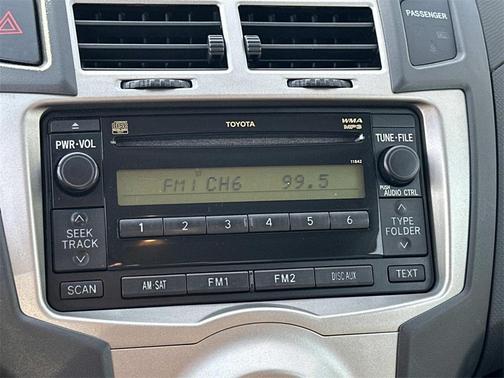 PASSENGER
TOYOTA
WMA
MP3
PWR·VOL
TUNE·FILE
11842
FM1 CH6 99.5
PUSH
AUDIO CTRL
1 2 3 4 5 6
SEEK
TRACK
TYPE
FOLDER
SCAN
AM·SAT
FM1
FM2
DISC·AUX
TEXT